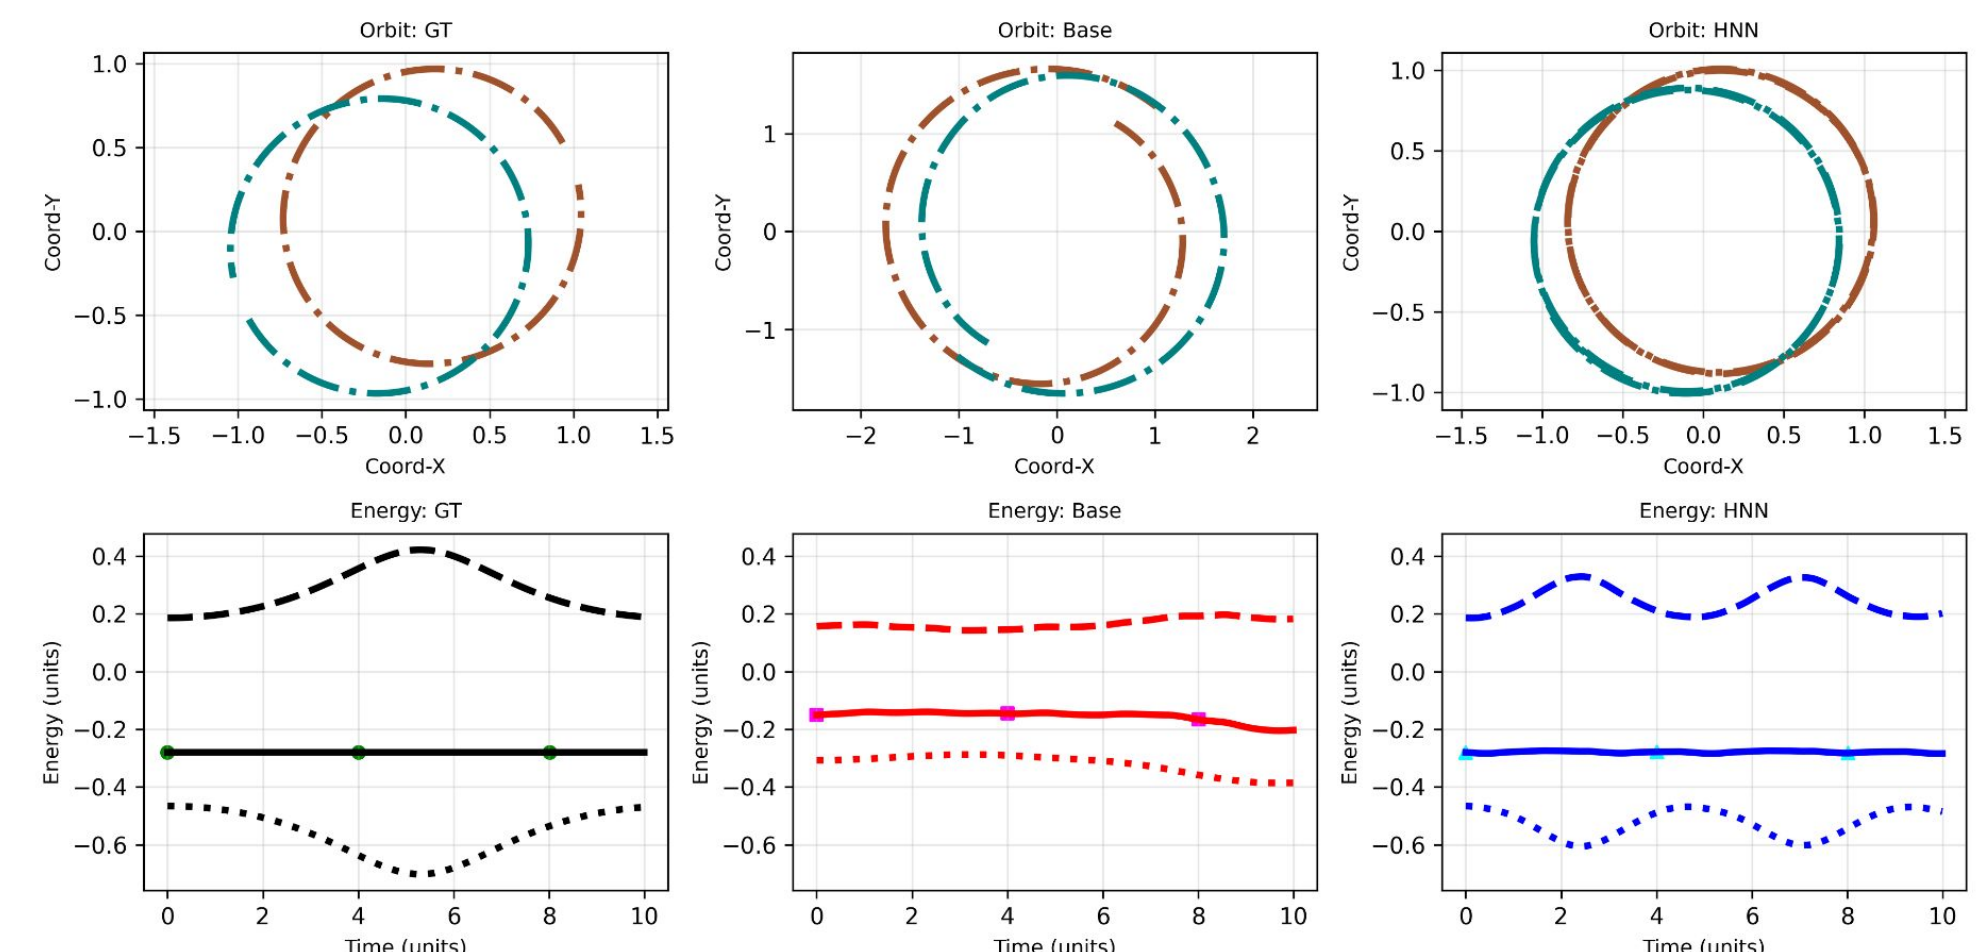 Orbit: GT
Orbit: Base
Orbit: HNN
1.0
0.5
0.0
−0.5
−1.0
Coord-Y
−1.5 −1.0 −0.5 0.0 0.5 1.0 1.5
Coord-X
1
0
−1
Coord-Y
−2 −1 0 1 2
Coord-X
1.0
0.5
0.0
−0.5
−1.0
Coord-Y
−1.5 −1.0 −0.5 0.0 0.5 1.0 1.5
Coord-X
Energy: GT
Energy: Base
Energy: HNN
0.4
0.2
0.0
−0.2
−0.4
−0.6
Energy (units)
0 2 4 6 8 10
Time (units)
0.4
0.2
0.0
−0.2
−0.4
−0.6
Energy (units)
0 2 4 6 8 10
Time (units)
0.4
0.2
0.0
−0.2
−0.4
−0.6
Energy (units)
0 2 4 6 8 10
Time (units)